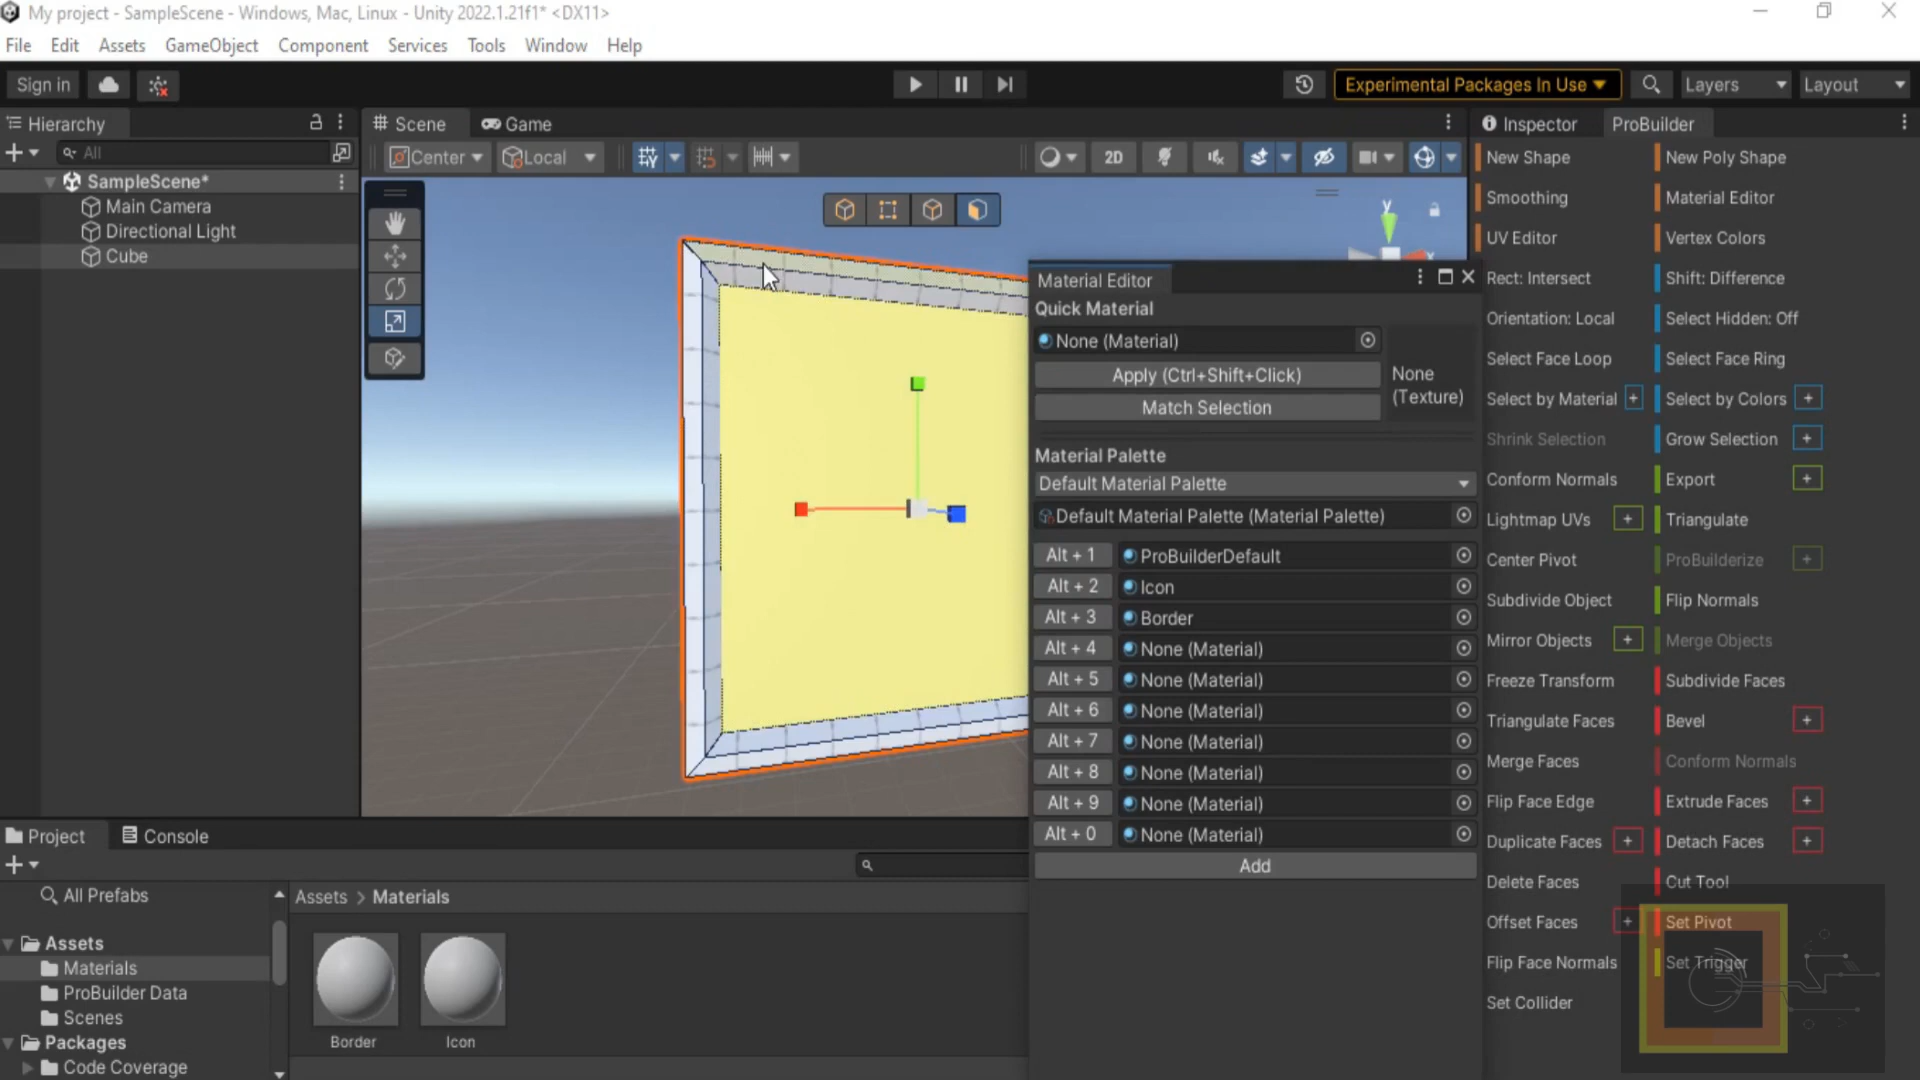 My project - SampleScene - Windows, Mac, Linux - Unity 2022.1.21f1* <DX11>
File Edit Assets GameObject Component Services Tools Window Help
Sign in
Experimental Packages In Use
Layers
Layout
Hierarchy
All
SampleScene*
Main Camera
Directional Light
Cube
Scene
Game
Center
Local
2D
y
Material Editor
Quick Material
None (Material)
Apply (Ctrl+Shift+Click)
Match Selection
None
(Texture)
Material Palette
Default Material Palette
Default Material Palette (Material Palette)
Alt + 1 ProBuilderDefault
Alt + 2 Icon
Alt + 3 Border
Alt + 4 None (Material)
Alt + 5 None (Material)
Alt + 6 None (Material)
Alt + 7 None (Material)
Alt + 8 None (Material)
Alt + 9 None (Material)
Alt + 0 None (Material)
Add
Inspector
ProBuilder
New Shape New Poly Shape
Smoothing Material Editor
UV Editor Vertex Colors
Rect: Intersect Shift: Difference
Orientation: Local Select Hidden: Off
Select Face Loop Select Face Ring
Select by Material + Select by Colors +
Shrink Selection Grow Selection +
Conform Normals Export +
Lightmap UVs + Triangulate
Center Pivot ProBuilderize +
Subdivide Object Flip Normals
Mirror Objects + Merge Objects
Freeze Transform Subdivide Faces
Triangulate Faces Bevel +
Merge Faces Conform Normals
Flip Face Edge Extrude Faces +
Duplicate Faces + Detach Faces +
Delete Faces Cut Tool
Offset Faces + Set Pivot
Flip Face Normals Set Trigger
Set Collider
Project
Console
All Prefabs
Assets
Materials
ProBuilder Data
Scenes
Packages
Code Coverage
Assets > Materials
Border
Icon